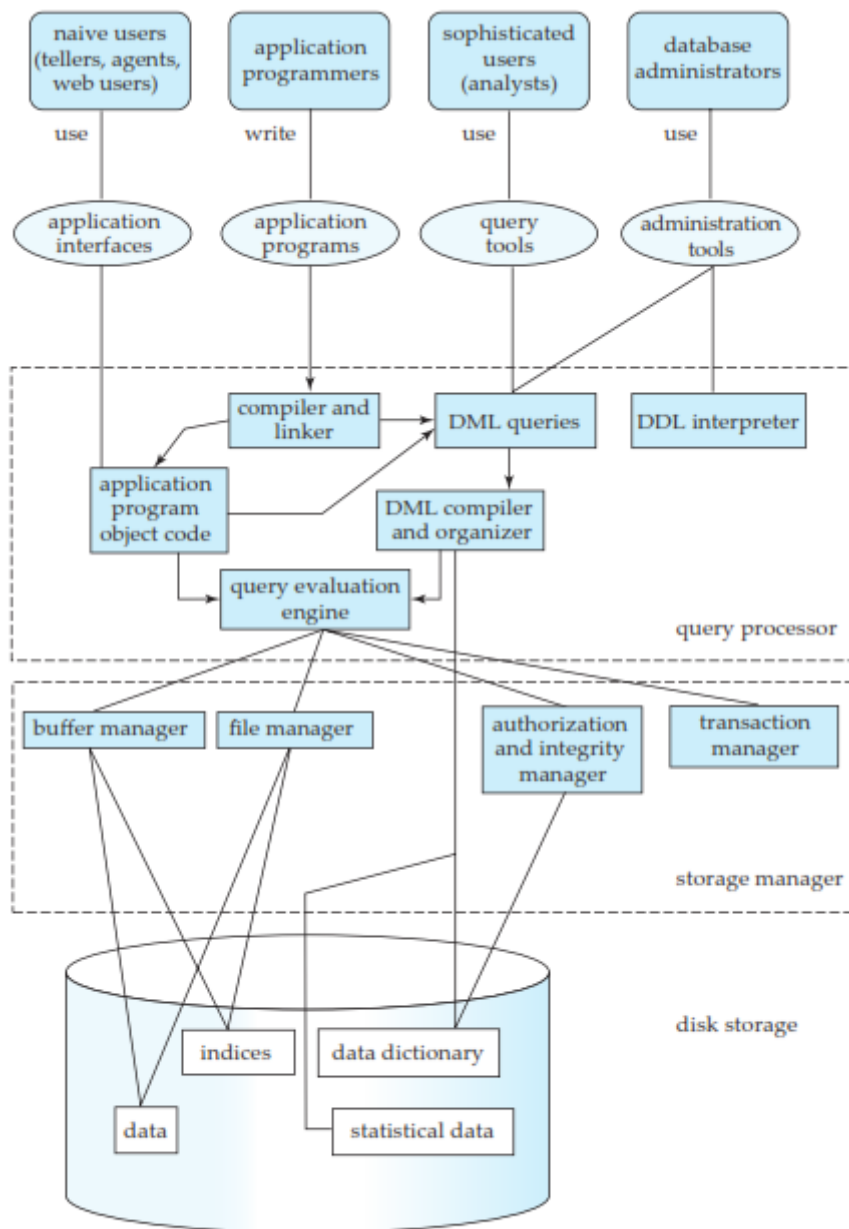 naive users
(tellers, agents,
web users)
application
programmers
sophisticated
users
(analysts)
database
administrators
use
write
use
use
application
interfaces
application
programs
query
tools
administration
tools
compiler and
linker
DML queries
DDL interpreter
application
program
object code
DML compiler
and organizer
query evaluation
engine
query processor
buffer manager
file manager
authorization
and integrity
manager
transaction
manager
storage manager
disk storage
indices
data dictionary
data
statistical data